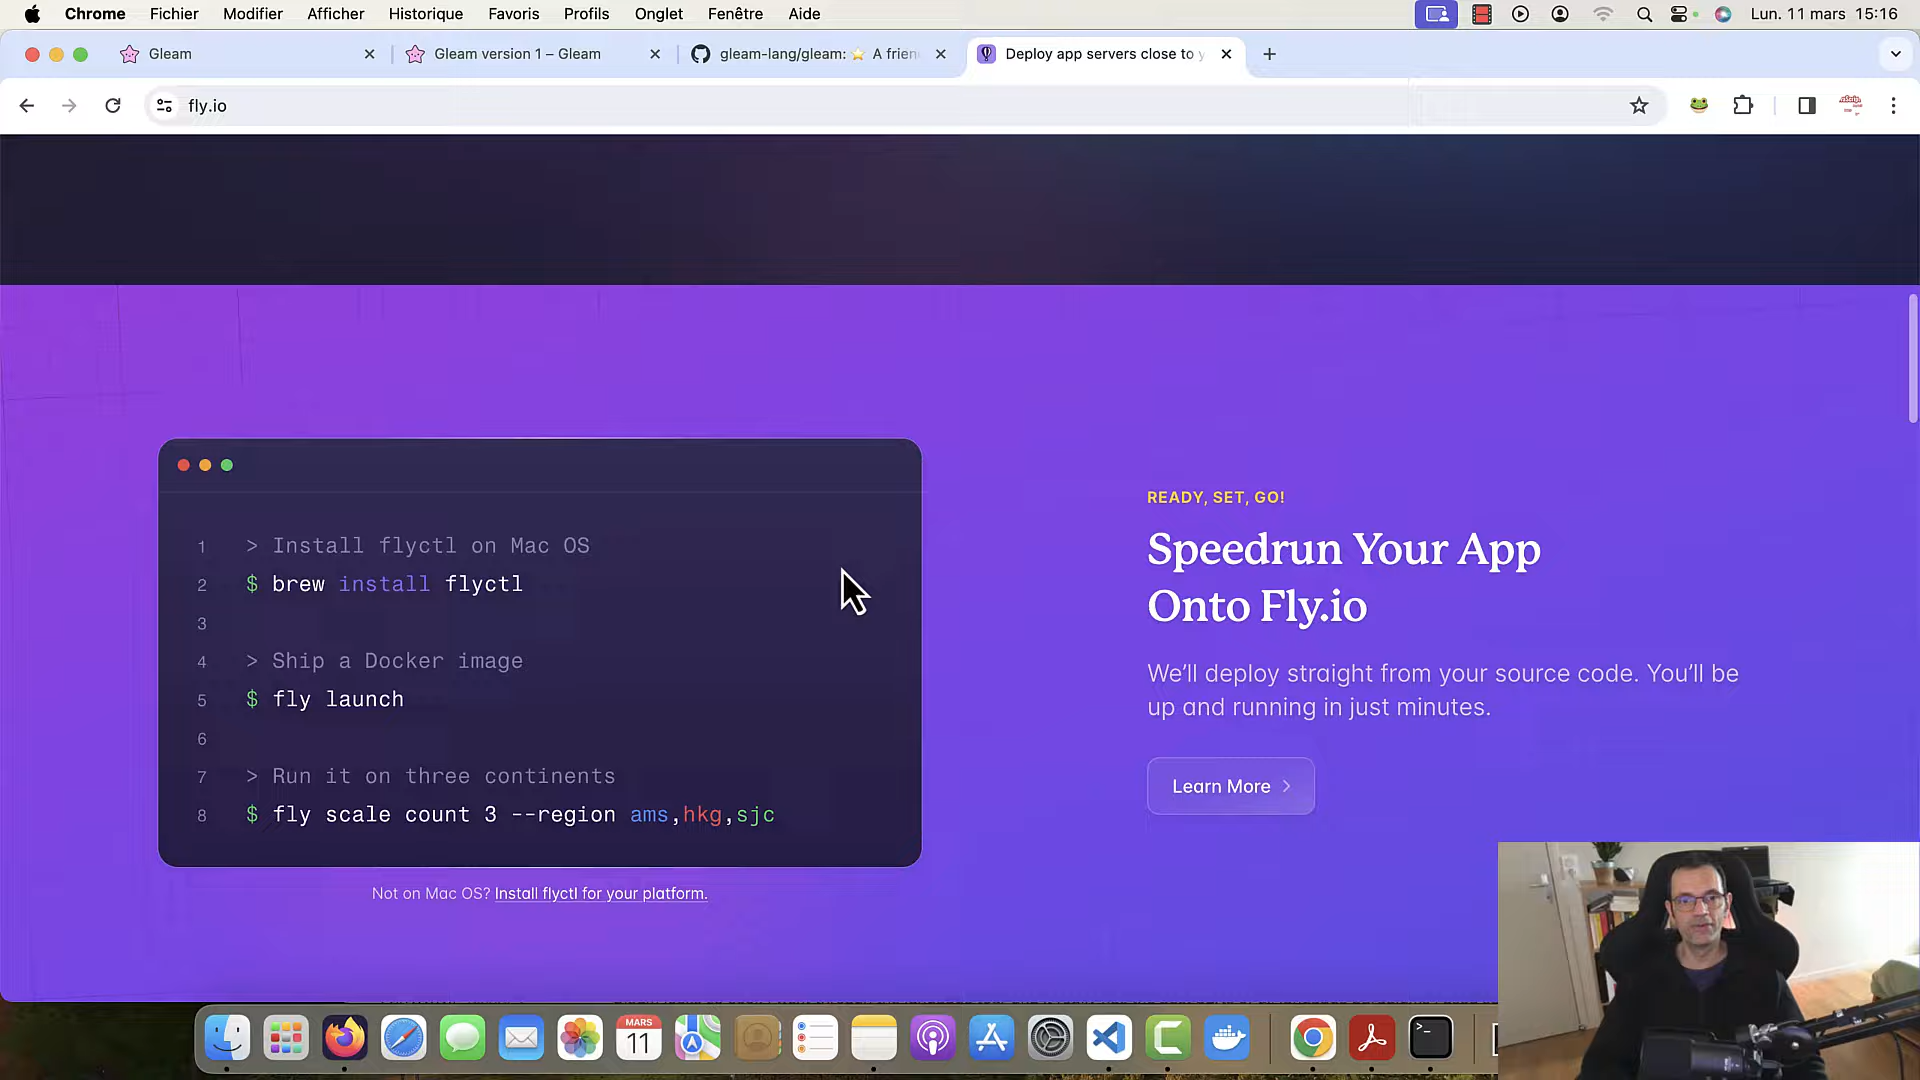 Chrome Fichier Modifier Afficher Historique Favoris Profils Onglet Fenêtre Aide Lun. 11 mars 15:16
Gleam Gleam version 1 – Gleam gleam-lang/gleam: ⭐ A frien Deploy app servers close to y
fly.io
1 > Install flyctl on Mac OS
2 $ brew install flyctl
3
4 > Ship a Docker image
5 $ fly launch
6
7 > Run it on three continents
8 $ fly scale count 3 --region ams,hkg,sjc
Not on Mac OS? Install flyctl for your platform.
READY, SET, GO!
Speedrun Your App
Onto Fly.io
We’ll deploy straight from your source code. You’ll be
up and running in just minutes.
Learn More
MARS
11